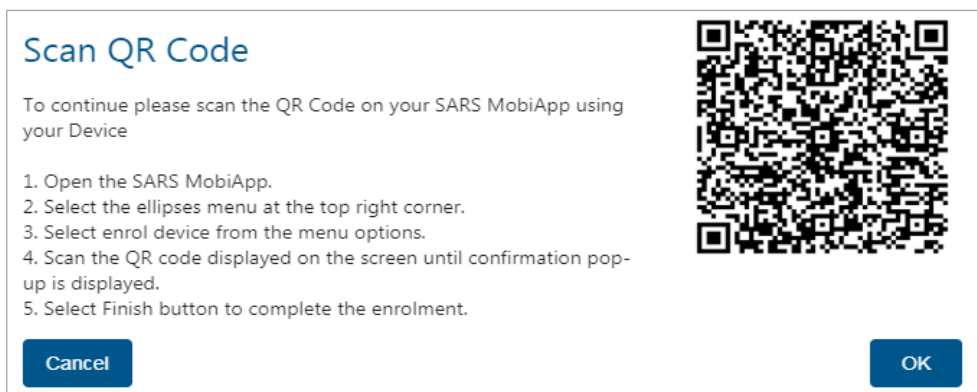 Scan QR Code
To continue please scan the QR Code on your SARS MobiApp using
your Device
1. Open the SARS MobiApp.
2. Select the ellipses menu at the top right corner.
3. Select enrol device from the menu options.
4. Scan the QR code displayed on the screen until confirmation pop-
up is displayed.
5. Select Finish button to complete the enrolment.
Cancel
OK